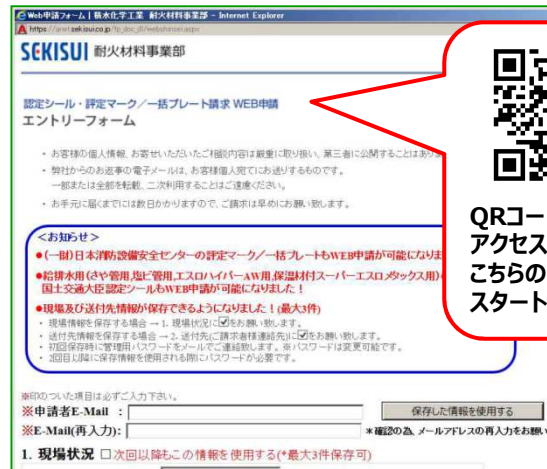 Web申請フォーム | 積水化学工業 耐火材料事業部 - Internet Explorer
SEKISUI 耐火材料事業部
認定シール・評定マーク/一括プレート請求 WEB申請
エントリーフォーム
・ お客様の個人情報、お寄せいただいたご相談内容は厳重に取り扱い、第三者に公開することはあり
・ 弊社からのお返事の電子メールは、お客様個人宛てにお送りするものです。
一部または全部を転載、二次利用することはご遠慮ください。
・ お手元に届くまでには数日かかりますので、ご請求は早めにお願い致します。
QRコー
アクセス
こちらの
スタート
<お知らせ>
●(一財)日本消防設備安全センターの評定マーク/一括プレートもWEB申請が可能になりま
●給排水用(さや管用,塩ビ管用,エスロハイパーAW用,保温材付スーパーエスロメタックス用)
国土交通大臣認定シールもWEB申請が可能になりました!
●現場及び送付先情報が保存できるようになりました!(最大3件)
・ 現場情報を保存する場合 → 1. 現場状況に☑をお願い致します。
・ 送付先情報を保存する場合 → 2. 送付先(ご請求者様連絡先)に☑をお願い致します。
・ 初回保存時に管理用パスワードをメールでご連絡致します。※パスワードは変更可能です。
・ 2回目以降に保存情報を使用される際にパスワードが必要です。
※印のついた項目は必ずご入力下さい。
※申請者E-Mail :
保存した情報を使用する
※E-Mail(再入力):
*確認の為、メールアドレスの再入力をお願い
1. 現場状況 □次回以降もこの情報を使用する(*最大3件保存可)